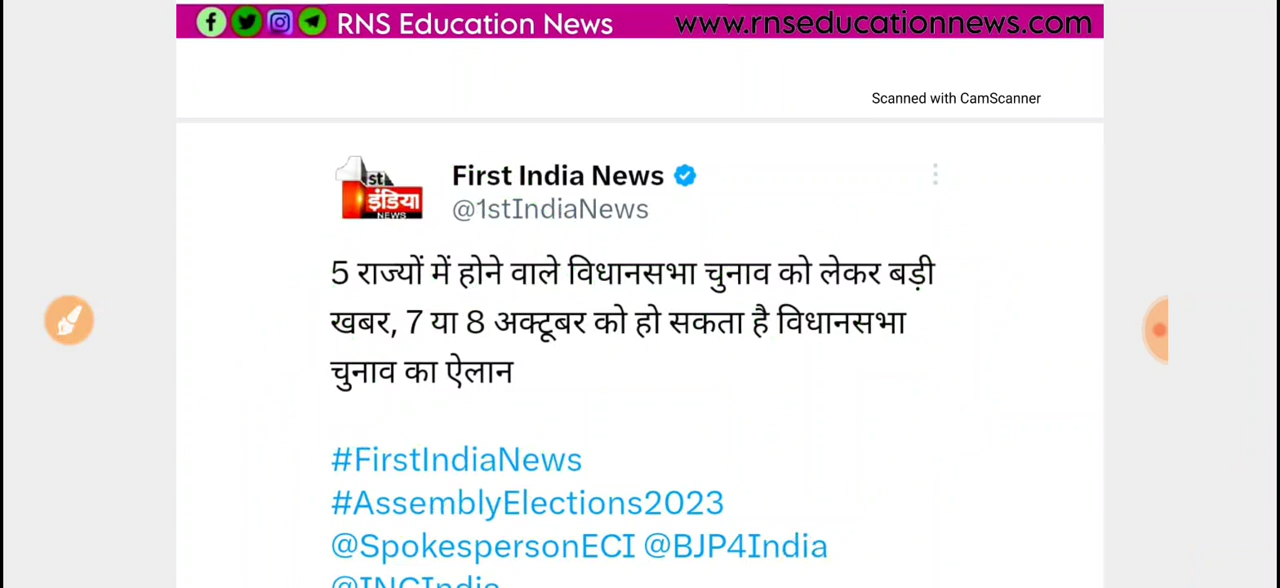 RNS Education News www.rnseducationnews.com
Scanned with CamScanner
1st
इंडिया
NEWS
First India News
@1stIndiaNews
5 राज्यों में होने वाले विधानसभा चुनाव को लेकर बड़ी
खबर, 7 या 8 अक्टूबर को हो सकता है विधानसभा
चुनाव का ऐलान
#FirstIndiaNews
#AssemblyElections2023
@SpokespersonECI @BJP4India
@INCIndia